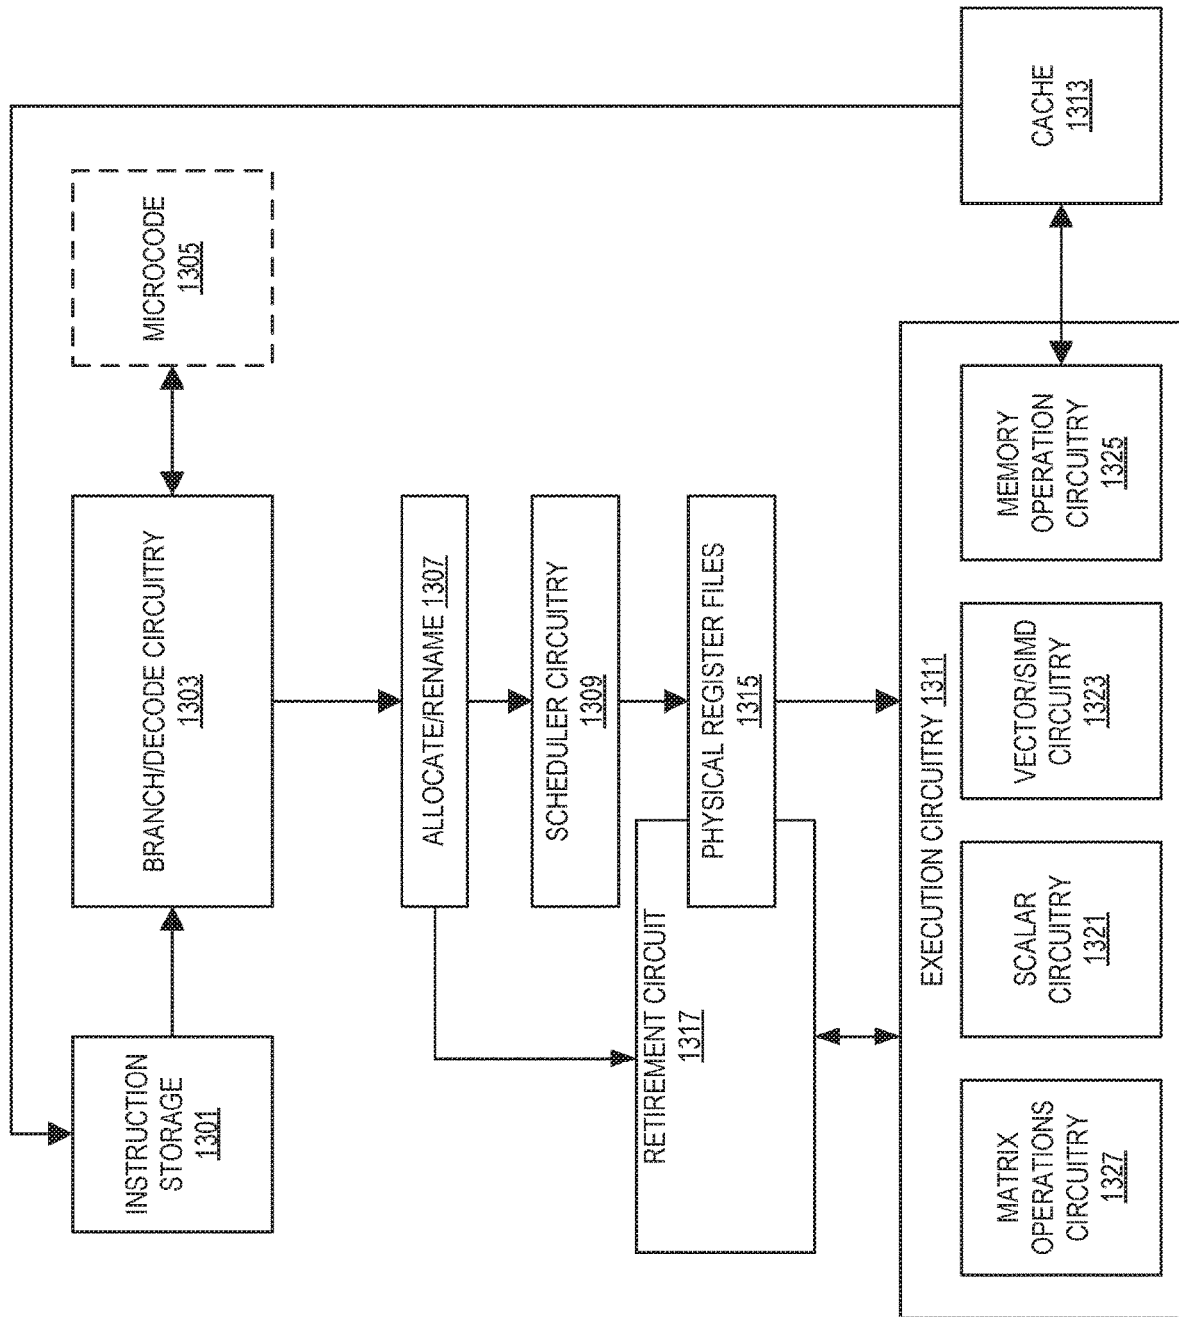 INSTRUCTION
STORAGE
1301
BRANCH/DECODE CIRCUITRY
1303
MICROCODE
1305
ALLOCATE/RENAME 1307
SCHEDULER CIRCUITRY
1309
RETIREMENT CIRCUIT
1317
PHYSICAL REGISTER FILES
1315
EXECUTION CIRCUITRY 1311
MATRIX
OPERATIONS
CIRCUITRY
1327
SCALAR
CIRCUITRY
1321
VECTOR/SIMD
CIRCUITRY
1323
MEMORY
OPERATION
CIRCUITRY
1325
CACHE
1313